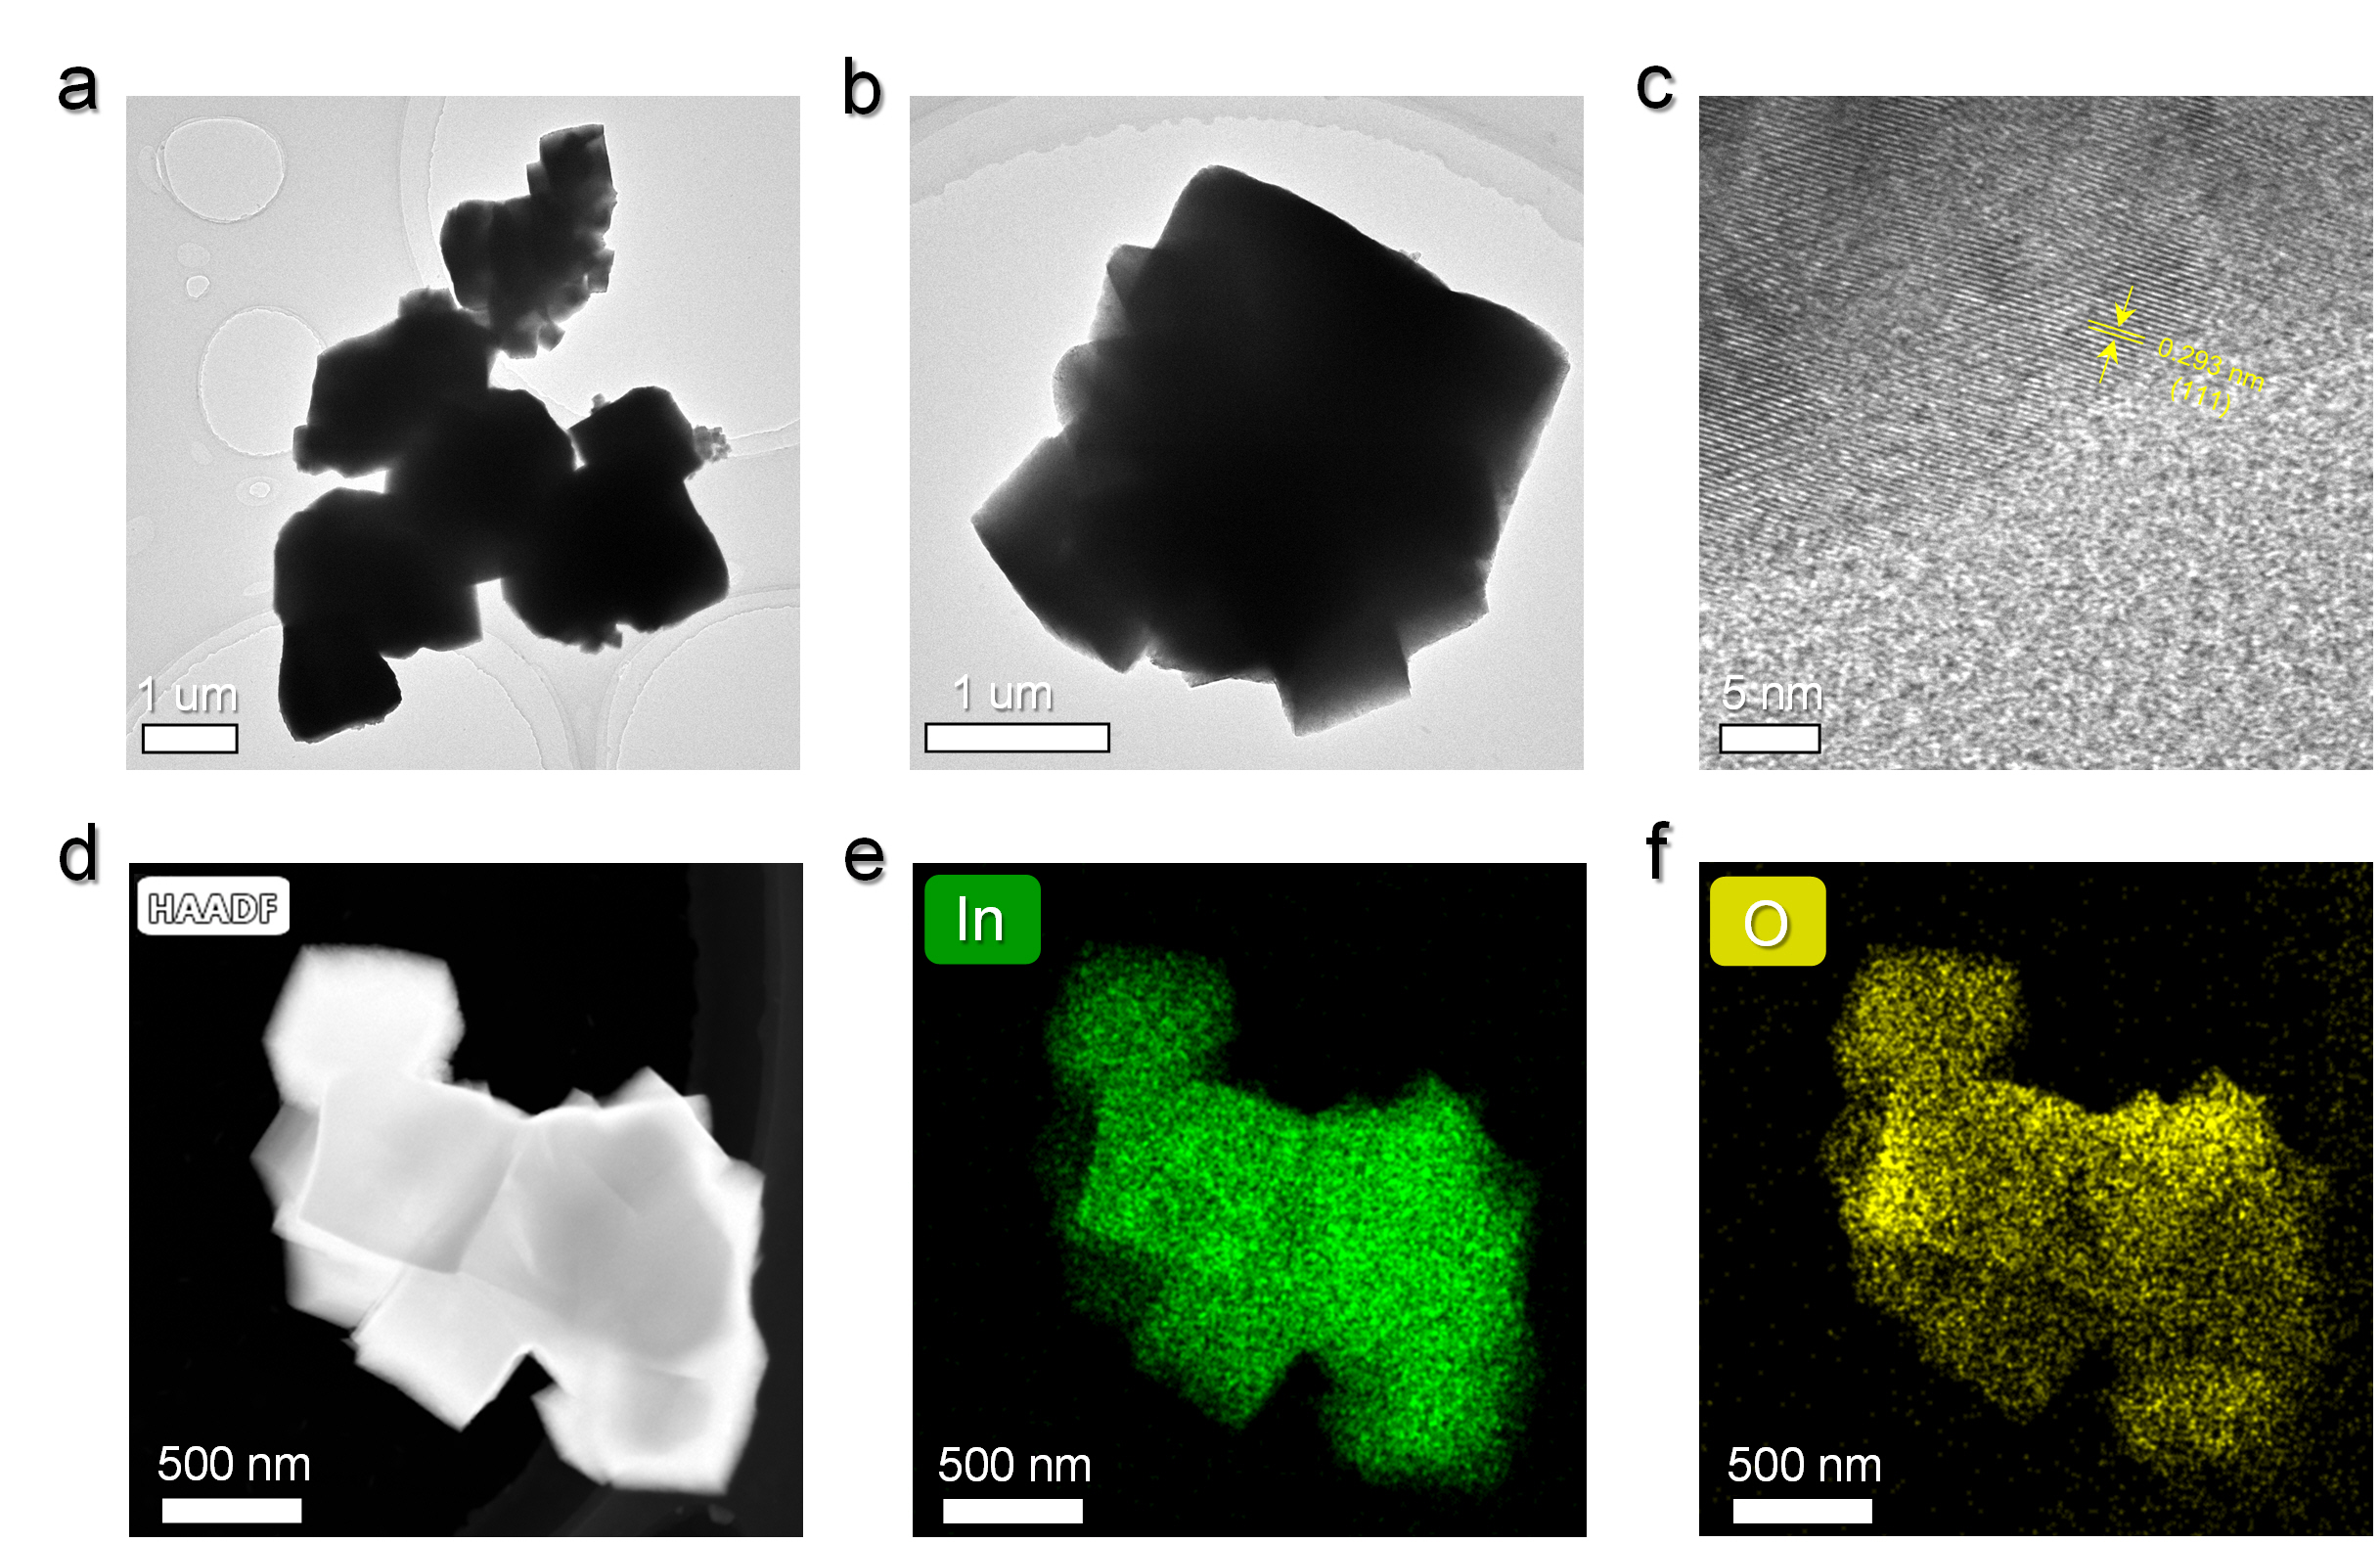 a
b
c
1 um
1 um
0.293 nm
(111)
5 nm
d
e
f
HAADF
In
O
500 nm
500 nm
500 nm